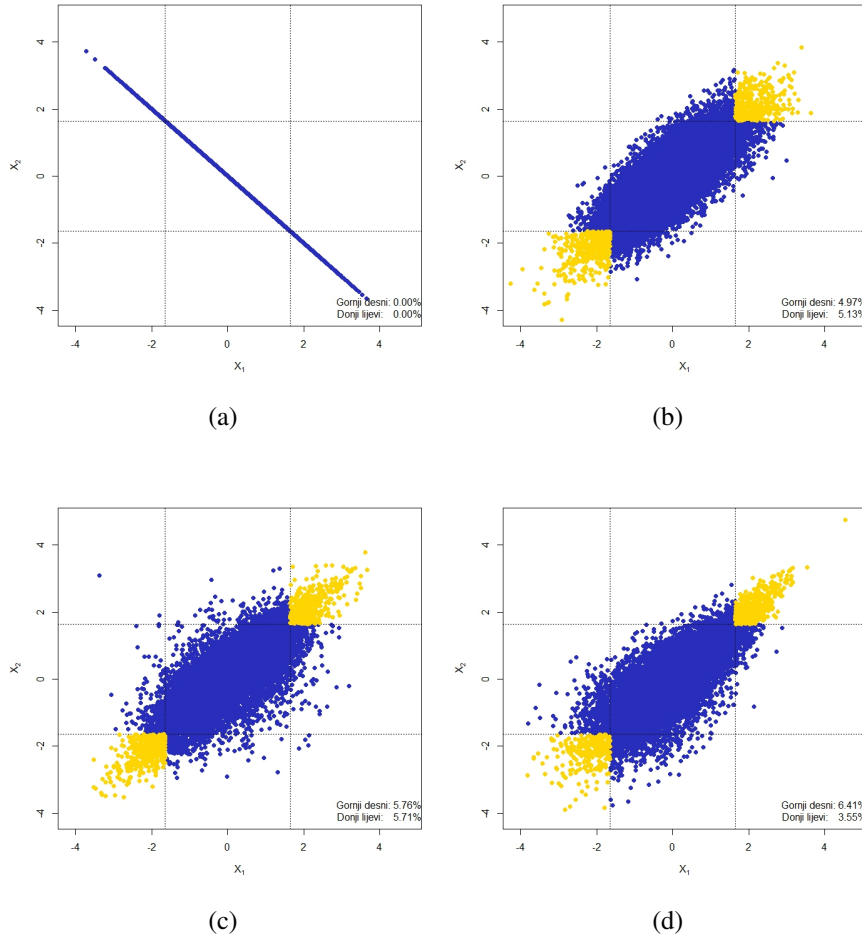 4
2
0
-2
-4
X2
Gornji desni: 0.00%
Donji lijevi: 0.00%
-4 -2 0 2 4
X1
(a)
4
2
0
-2
-4
X2
Gornji desni: 4.97%
Donji lijevi: 5.13%
-4 -2 0 2 4
X1
(b)
4
2
0
-2
-4
X2
Gornji desni: 5.76%
Donji lijevi: 5.71%
-4 -2 0 2 4
X1
(c)
4
2
0
-2
-4
X2
Gornji desni: 6.41%
Donji lijevi: 3.55%
-4 -2 0 2 4
X1
(d)